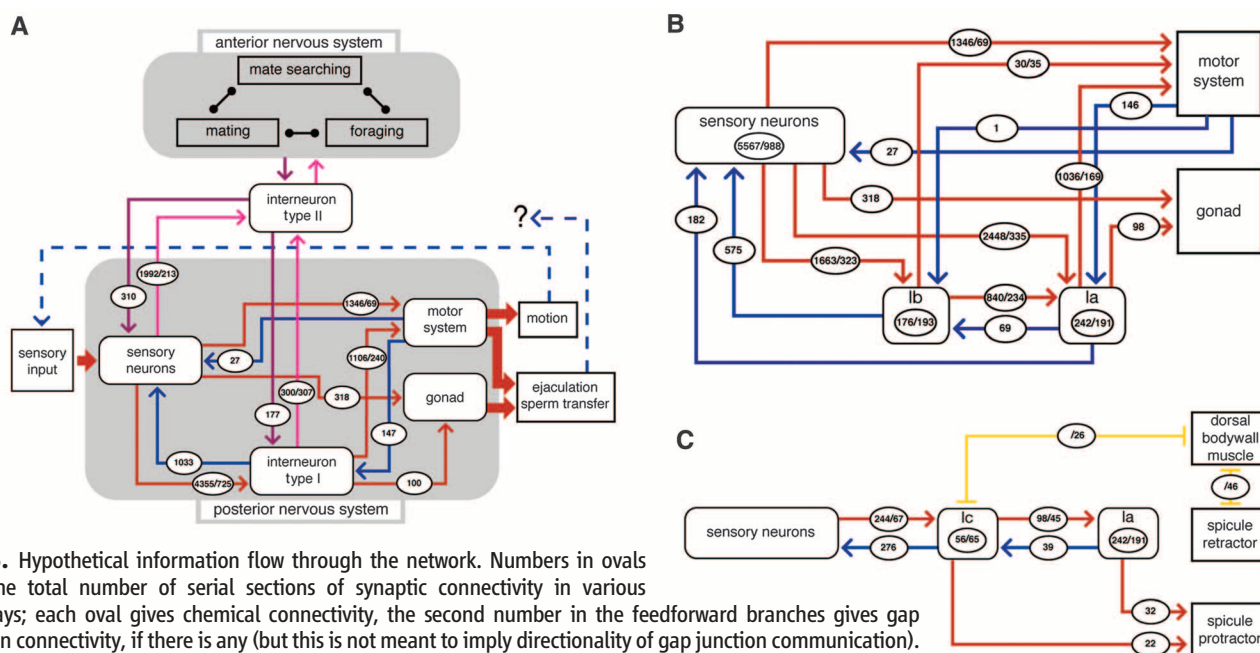 A
anterior nervous system
mate searching
mating
foraging
interneuron
type II
?
1992/213
310
1346/69
motor
system
motion
sensory
input
sensory
neurons
27
1106/240
300/307
318
gonad
ejaculation
sperm transfer
177
147
1033
interneuron
type I
4355/725
100
posterior nervous system
B
1346/69
30/35
motor
system
sensory neurons
5567/988
146
1
27
1036/169
318
gonad
182
2448/335
98
575
1663/323
Ib
840/234
Ia
176/193
242/191
69
C
/26
dorsal
bodywall
muscle
/46
sensory neurons
244/67
Ic
98/45
Ia
56/65
242/191
276
39
spicule
retractor
32
22
spicule
protractor
. Hypothetical information flow through the network. Numbers in ovals
he total number of serial sections of synaptic connectivity in various
ays; each oval gives chemical connectivity, the second number in the feedforward branches gives gap
n connectivity, if there is any (but this is not meant to imply directionality of gap junction communication).